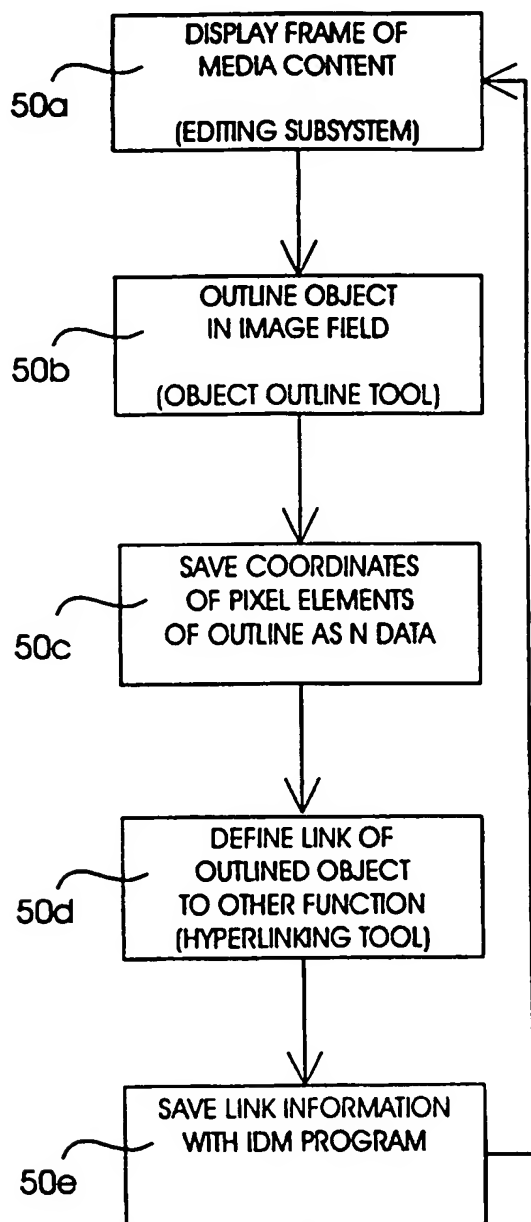 DISPLAY FRAME OF
MEDIA CONTENT
(EDITING SUBSYSTEM)
50a
OUTLINE OBJECT
IN IMAGE FIELD
(OBJECT OUTLINE TOOL)
50b
SAVE COORDINATES
OF PIXEL ELEMENTS
OF OUTLINE AS N DATA
50c
DEFINE LINK OF
OUTLINED OBJECT
TO OTHER FUNCTION
(HYPERLINKING TOOL)
50d
SAVE LINK INFORMATION
WITH IDM PROGRAM
50e